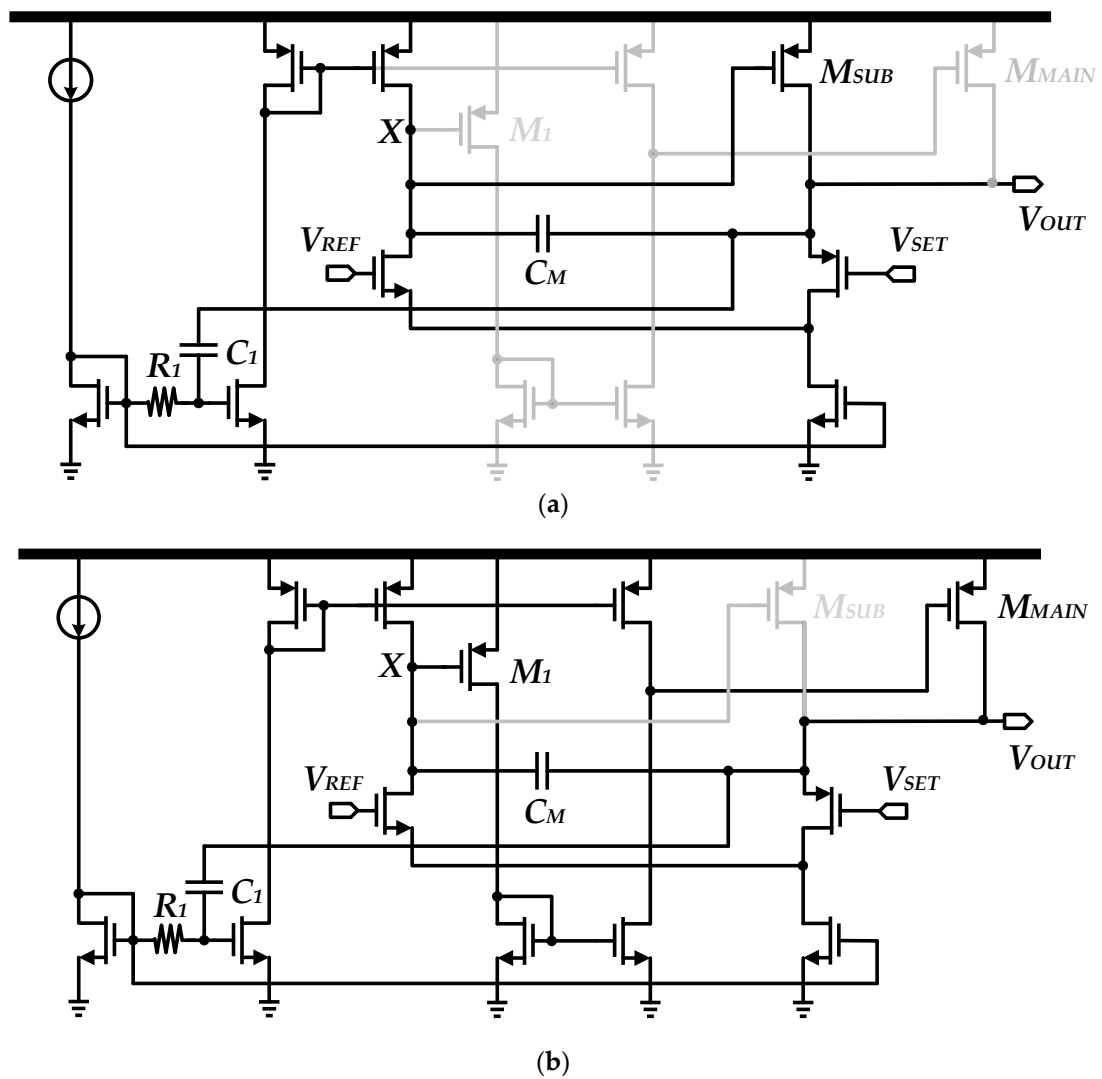 MSUB
MMAIN
X
M1
VOUT
VREF
VSET
CM
R1
C1
(a)
MSUB
MMAIN
X
M1
VOUT
VREF
VSET
CM
R1
C1
(b)